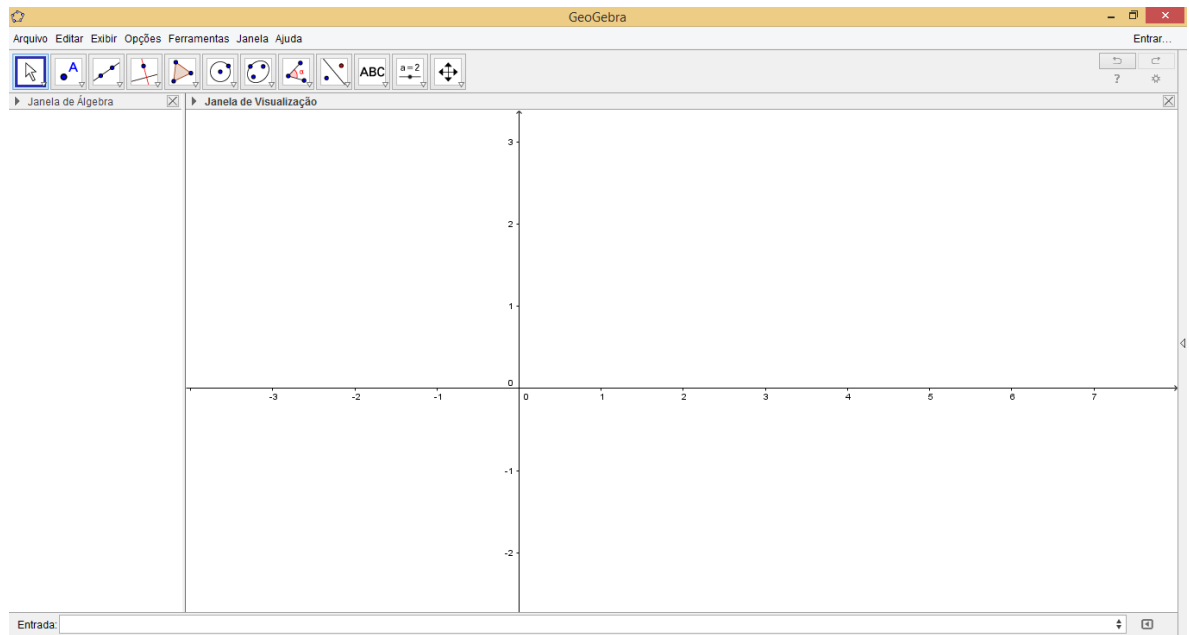 GeoGebra
Arquivo Editar Exibir Opções Ferramentas Janela Ajuda Entrar...
A α ABC a=2 ?
Janela de Álgebra Janela de Visualização
3
2
1
0
-3 -2 -1 0 1 2 3 4 5 6 7
-1
-2
Entrada: